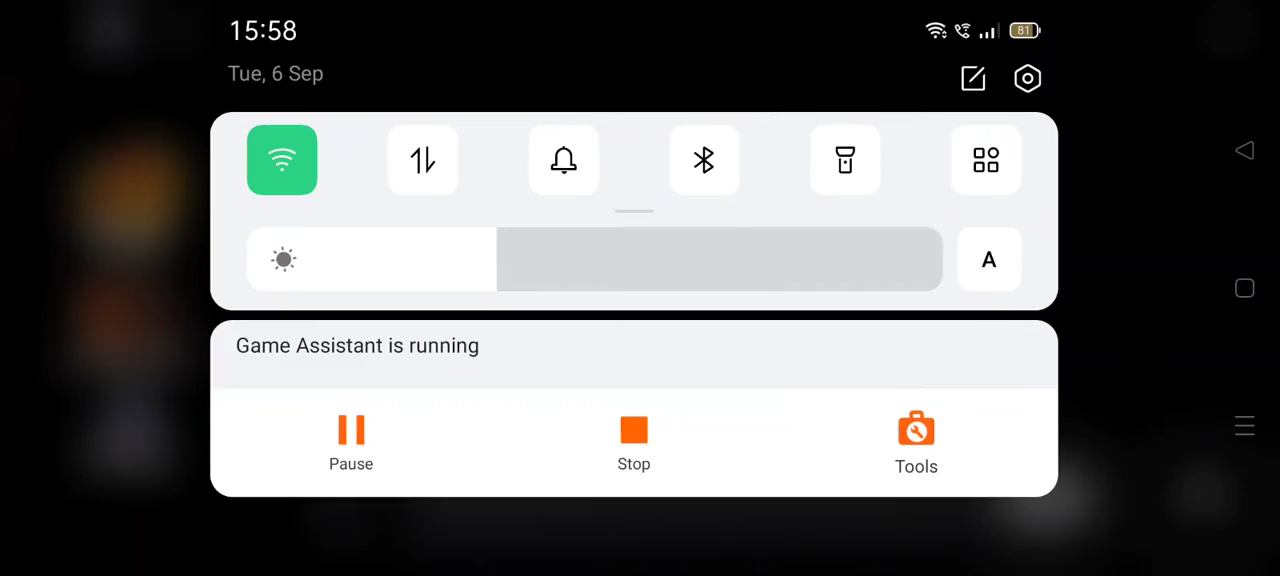 15:58
81
Tue, 6 Sep
A
Game Assistant is running
Pause
Stop
Tools